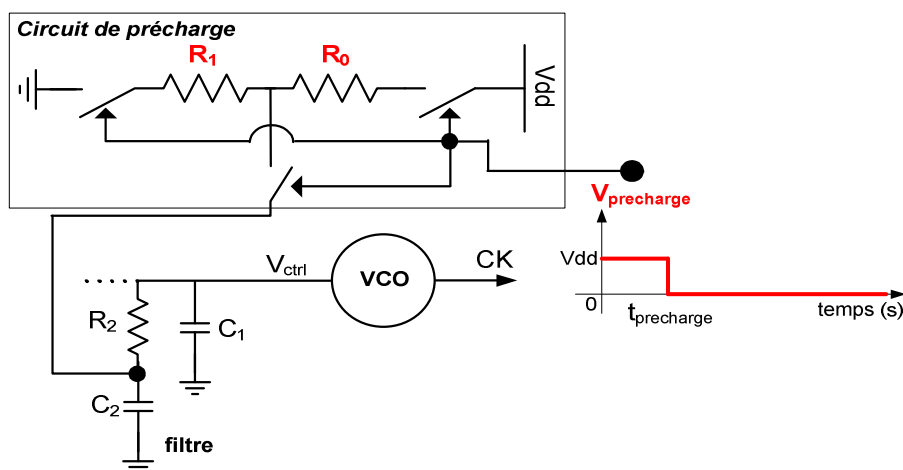 Circuit de précharge
R1
R0
Vdd
Vprecharge
Vctrl
VCO
CK
Vdd
0
tprecharge
temps (s)
R2
C1
C2
filtre